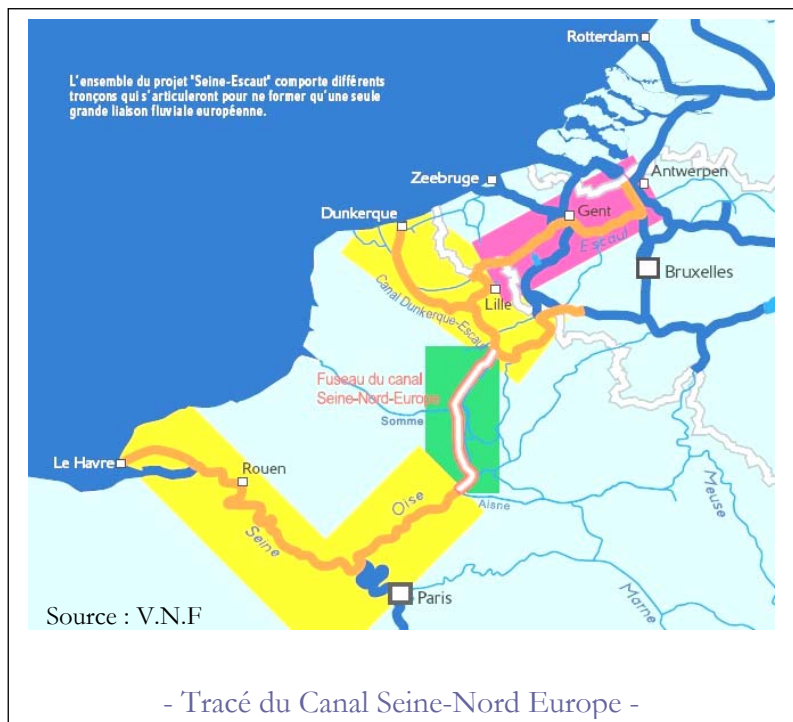 Rotterdam
L'ensemble du projet "Seine-Escaut" comporte différents
tronçons qui s'articuleront pour ne former qu'une seule
grande liaison fluviale européenne.
Zeebruge
Antwerpen
Dunkerque
Gent
Escaut
Bruxelles
Canal Dunkerque-Escaut
Lille
Fuseau du canal
Seine-Nord-Europe
Somme
Le Havre
Rouen
Oise
Aisne
Meuse
Seine
Paris
Marne
Source : V.N.F
- Tracé du Canal Seine-Nord Europe -